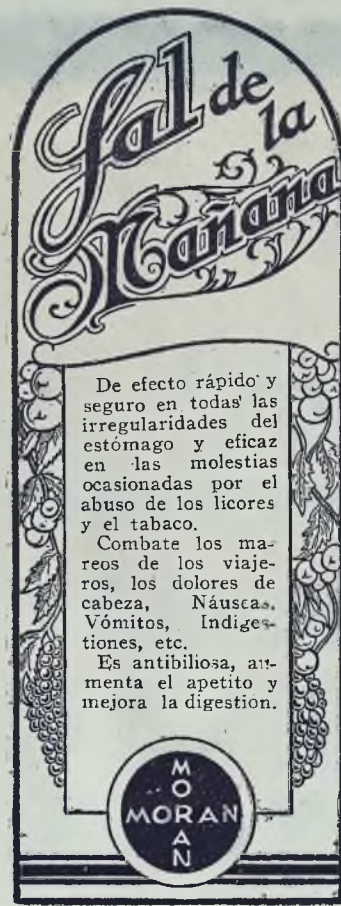 Sal de
la
Mañana
De efecto rápido y
seguro en todas las
irregularidades del
estómago y eficaz
en las molestias
ocasionadas por el
abuso de los licores
y el tabaco.
Combate los ma-
reos de los viaje-
ros, los dolores de
cabeza, Náuseas,
Vómitos, Indiges-
tiones, etc.
Es antibiliosa, au-
menta el apetito y
mejora la digestión.
MORAN
MORAN